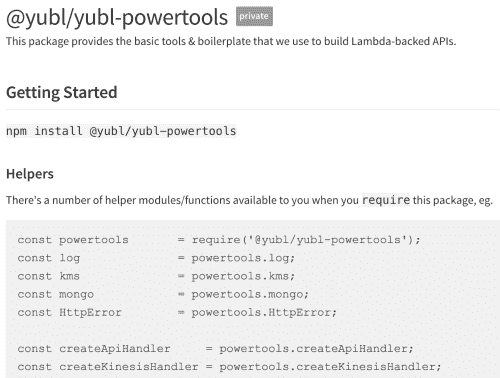 @yubl/yubl-powertools private
This package provides the basic tools & boilerplate that we use to build Lambda-backed APIs.
Getting Started
npm install @yubl/yubl-powertools
Helpers
There's a number of helper modules/functions available to you when you require this package, eg.
const powertools = require('@yubl/yubl-powertools');
const log = powertools.log;
const kms = powertools.kms;
const mongo = powertools.mongo;
const HttpError = powertools.HttpError;
const createApiHandler = powertools.createApiHandler;
const createKinesisHandler = powertools.createKinesisHandler;